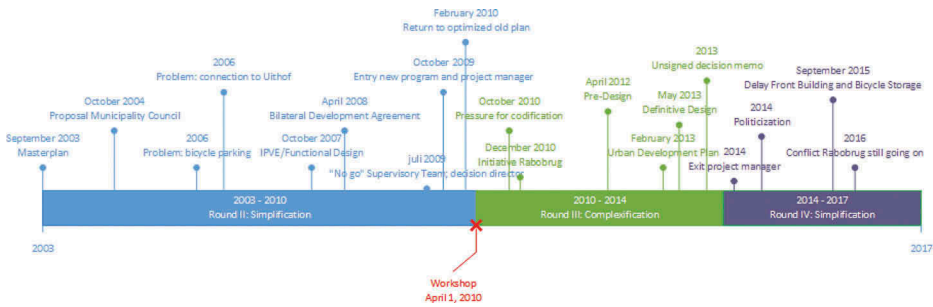 September 2003
Masterplan
October 2004
Proposal Municipality Council
2006
Problem: bicycle parking
2006
Problem: connection to Uithof
October 2007
IPVE/Functional Design
April 2008
Bilateral Development Agreement
juli 2009
"No go" Supervisory Team; decision director
October 2009
Entry new program and project manager
February 2010
Return to optimized old plan
October 2010
Pressure for codification
December 2010
Initiative Rabobrug
April 2012
Pre-Design
February 2013
Urban Development Plan
May 2013
Definitive Design
2013
Unsigned decision memo
2014
Exit project manager
2014
Politicization
September 2015
Delay Front Building and Bicycle Storage
2016
Conflict Rabobrug still going on
2003 - 2010
Round II: Simplification
2010 - 2014
Round III: Complexification
2014 - 2017
Round IV: Simplification
2003
2017
Workshop
April 1, 2010